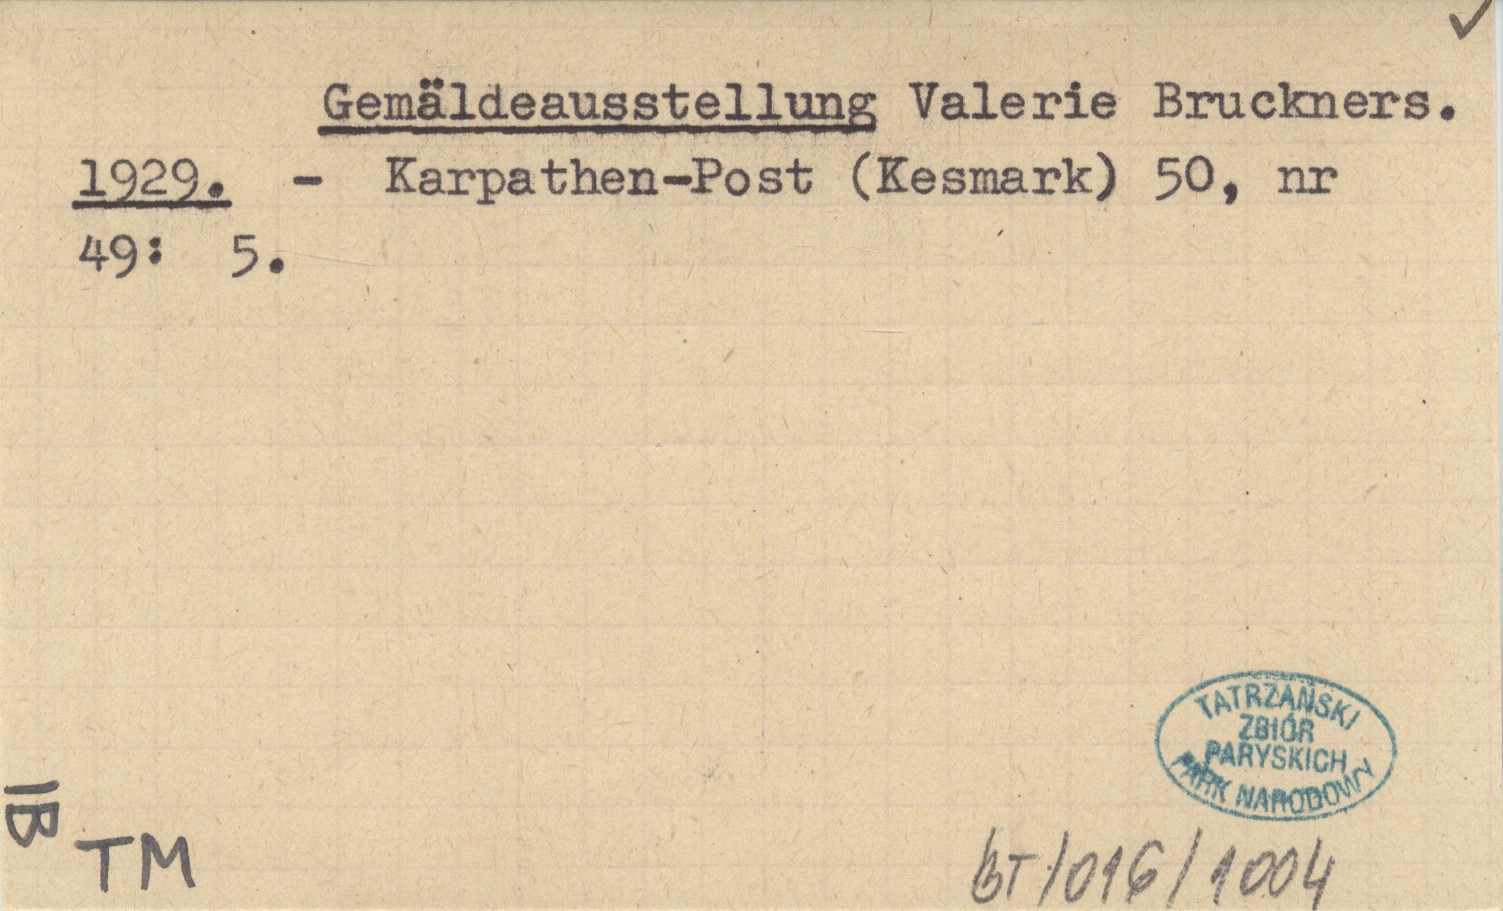 ✓
Gemäldeausstellung Valerie Bruckners.
1929. - Karpathen-Post (Kesmark) 50, nr
49: 5.
TATRZAŃSKI
ZBIÓR
PARYSKICH
PARK NARODOWY
IB
TM
BT/016/1004